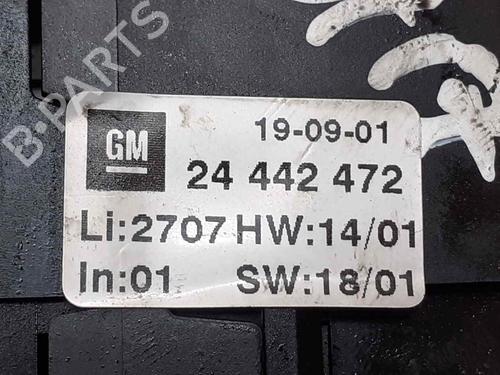 B-PARTS
GM
19-09-01
24 442 472
Li:2707 HW:14/01
In:01 SW:18/01